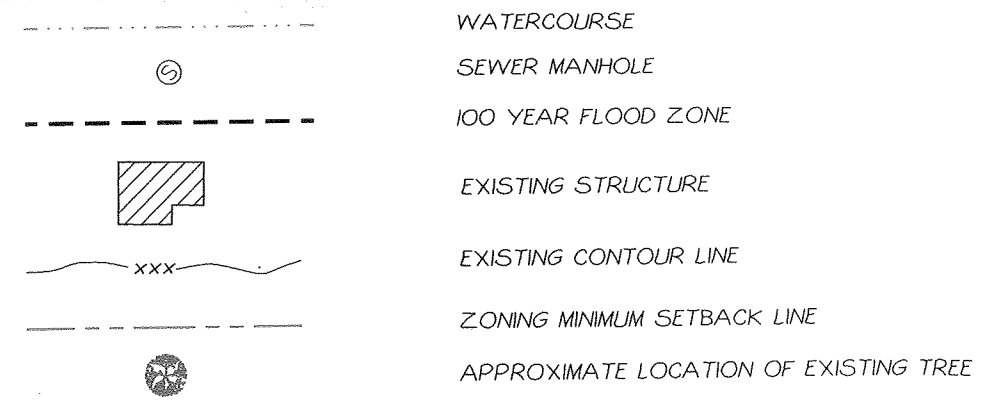 WATERCOURSE
S SEWER MANHOLE
100 YEAR FLOOD ZONE
EXISTING STRUCTURE
XXX EXISTING CONTOUR LINE
ZONING MINIMUM SETBACK LINE
APPROXIMATE LOCATION OF EXISTING TREE